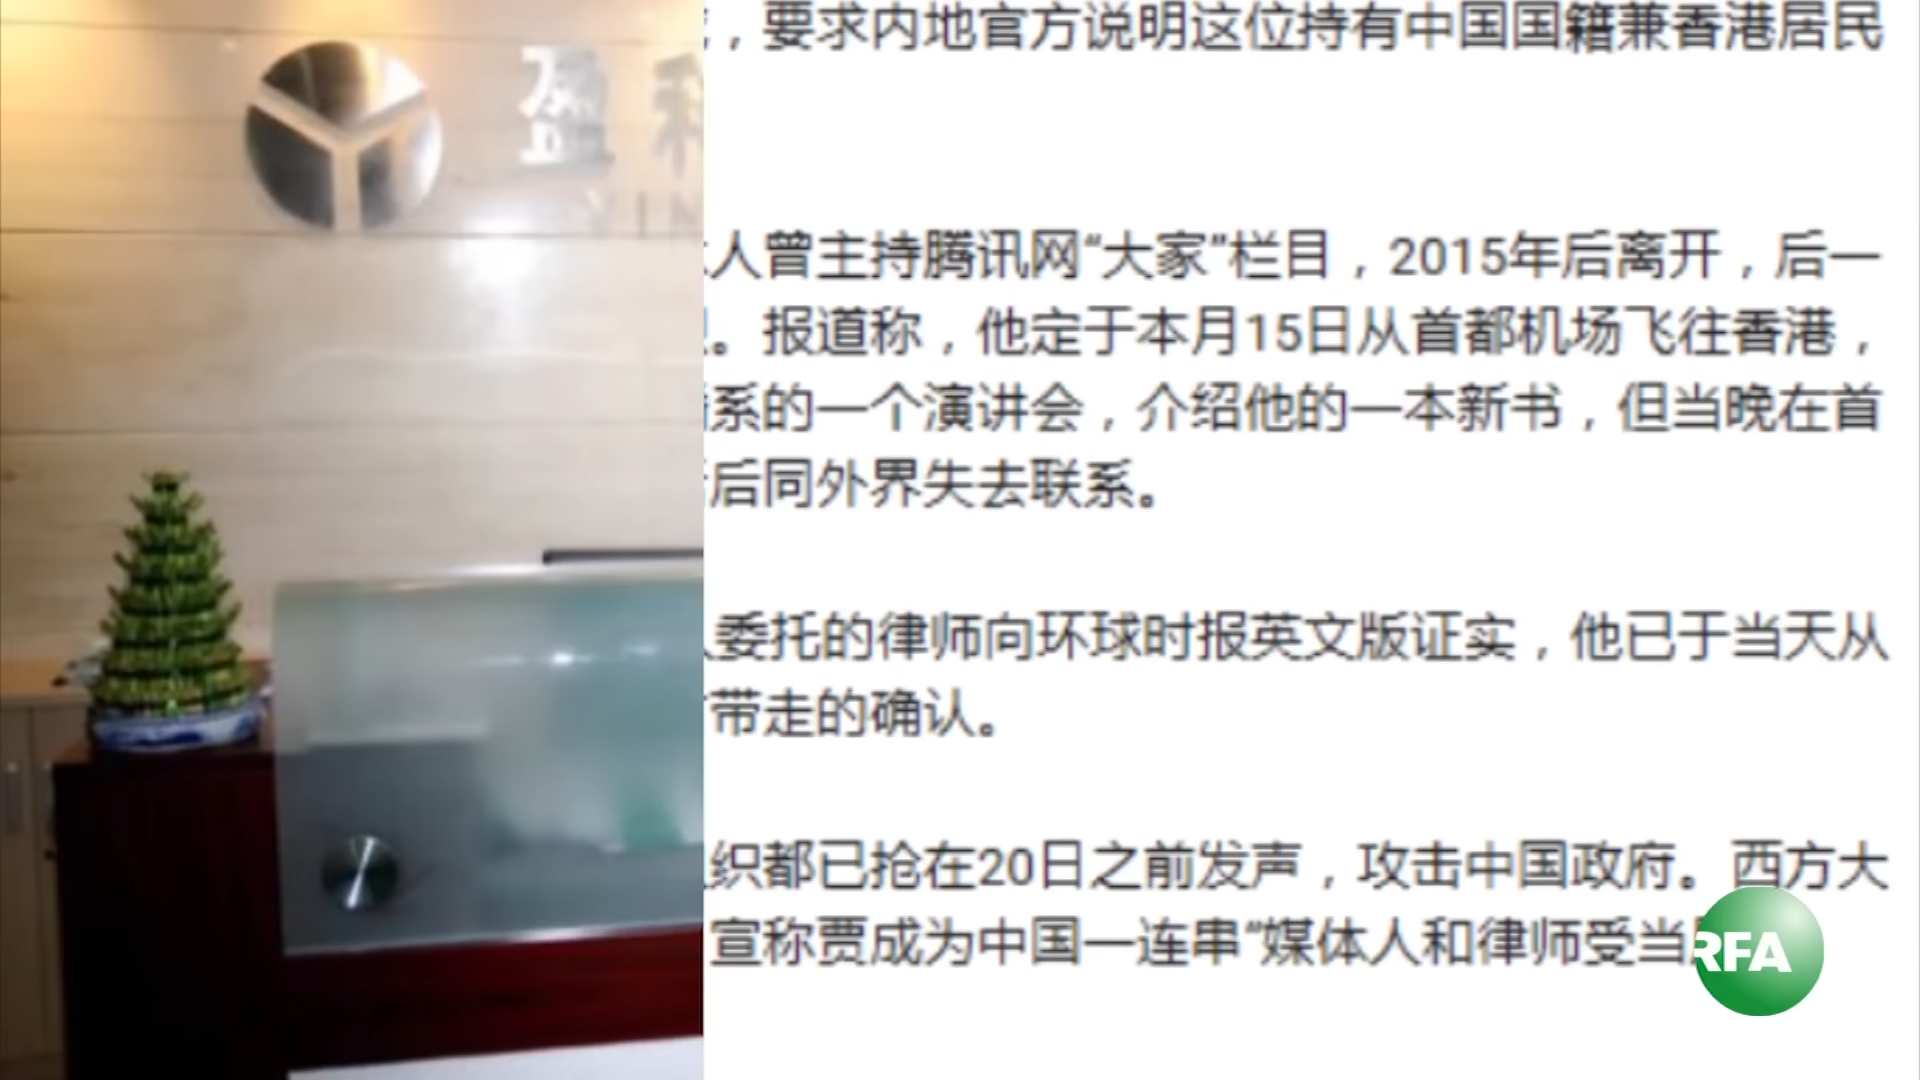 盈科
YIN
，要求内地官方说明这位持有中国国籍兼香港居民
人曾主持腾讯网“大家”栏目，2015年后离开，后一
。报道称，他定于本月15日从首都机场飞往香港，
系的一个演讲会，介绍他的一本新书，但当晚在首
后同外界失去联系。
委托的律师向环球时报英文版证实，他已于当天从
带走的确认。
织都已抢在20日之前发声，攻击中国政府。西方大
宣称贾成为中国一连串“媒体人和律师受当
RFA